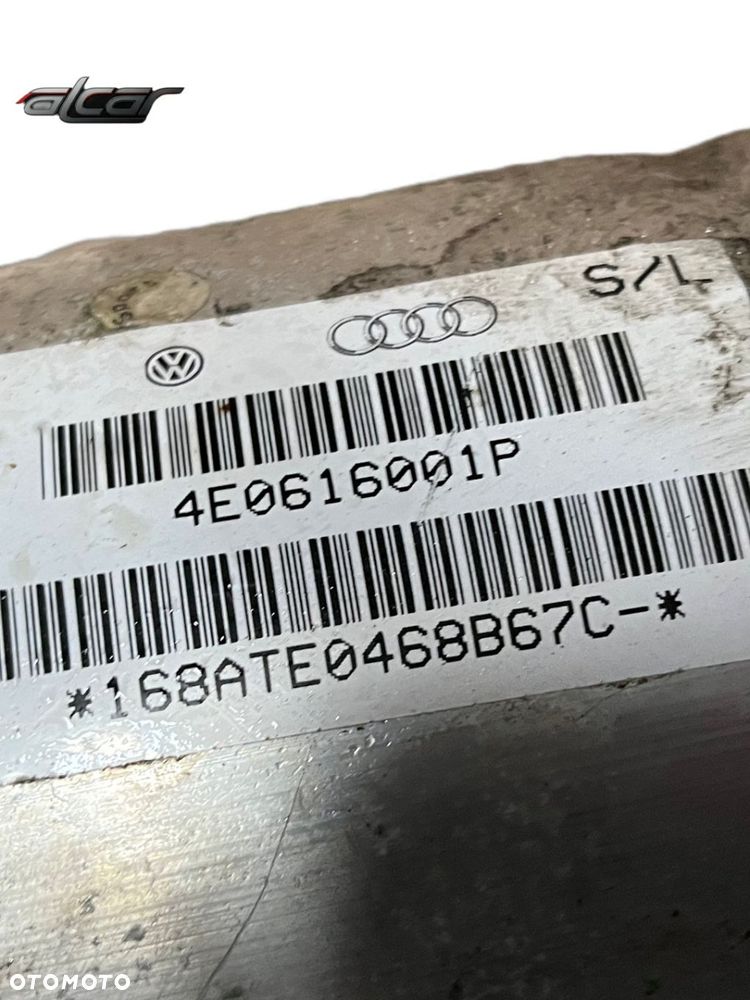 alcar
S/L
4E0616001P
*168ATE0468B67C-*
OTOMOTO